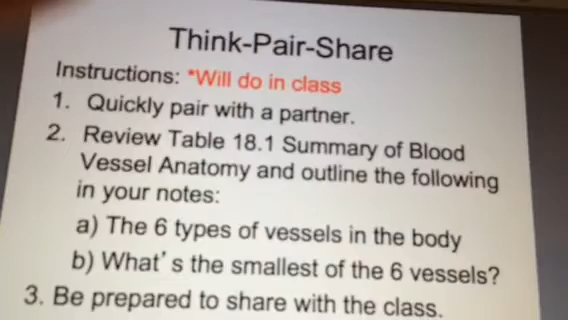 Think-Pair-Share
Instructions: *Will do in class
1. Quickly pair with a partner.
2. Review Table 18.1 Summary of Blood
Vessel Anatomy and outline the following
in your notes:
a) The 6 types of vessels in the body
b) What's the smallest of the 6 vessels?
3. Be prepared to share with the class.